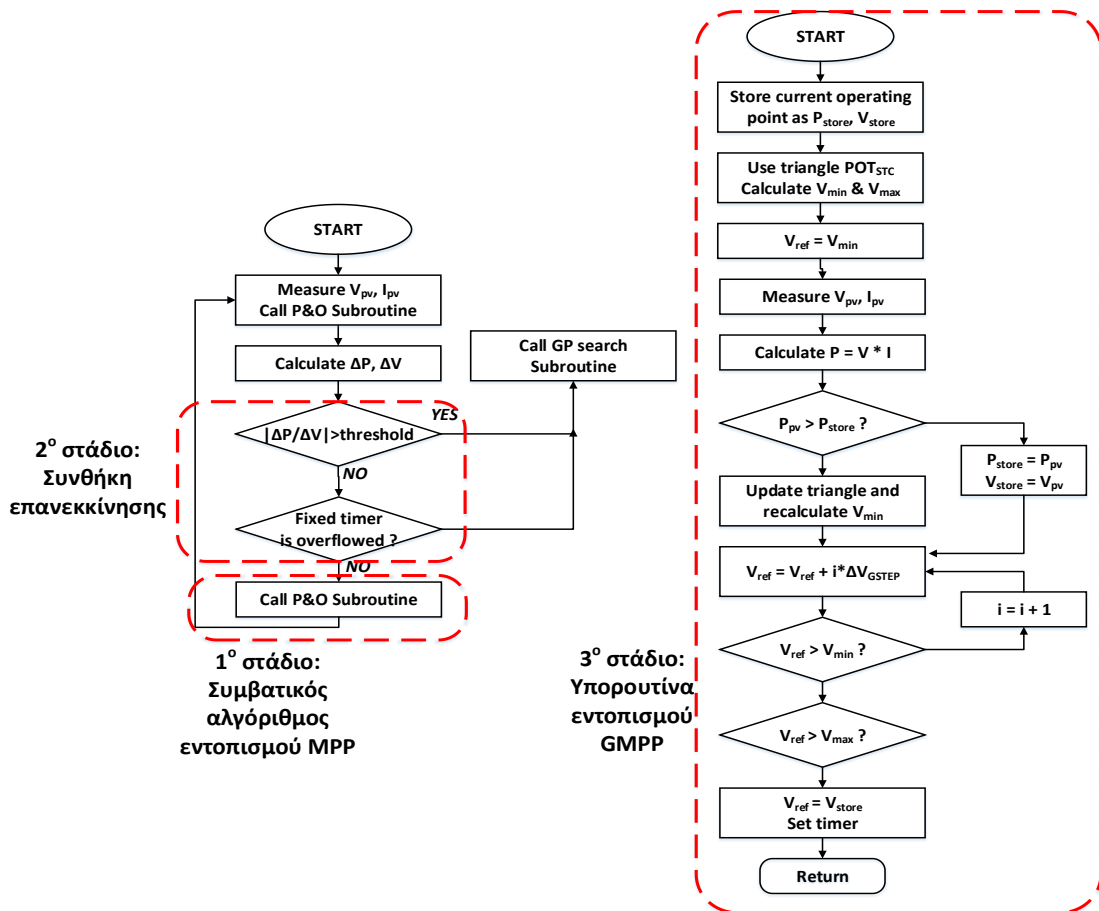 START
Measure Vpv, Ipv
Call P&O Subroutine
Calculate ΔP, ΔV
|ΔP/ΔV|>threshold
YES
NO
Fixed timer
is overflowed ?
NO
Call P&O Subroutine
Call GP search
Subroutine
2ο στάδιο:
Συνθήκη
επανεκκίνησης
1ο στάδιο:
Συμβατικός
αλγόριθμος
εντοπισμού MPP
3ο στάδιο:
Υπορουτίνα
εντοπισμού
GMPP
START
Store current operating
point as Pstore, Vstore
Use triangle POTSTC
Calculate Vmin & Vmax
Vref = Vmin
Measure Vpv, Ipv
Calculate P = V * I
Ppv > Pstore ?
Pstore = Ppv
Vstore = Vpv
Update triangle and
recalculate Vmin
Vref = Vref + i*ΔVGSTEP
i = i + 1
Vref > Vmin ?
Vref > Vmax ?
Vref = Vstore
Set timer
Return